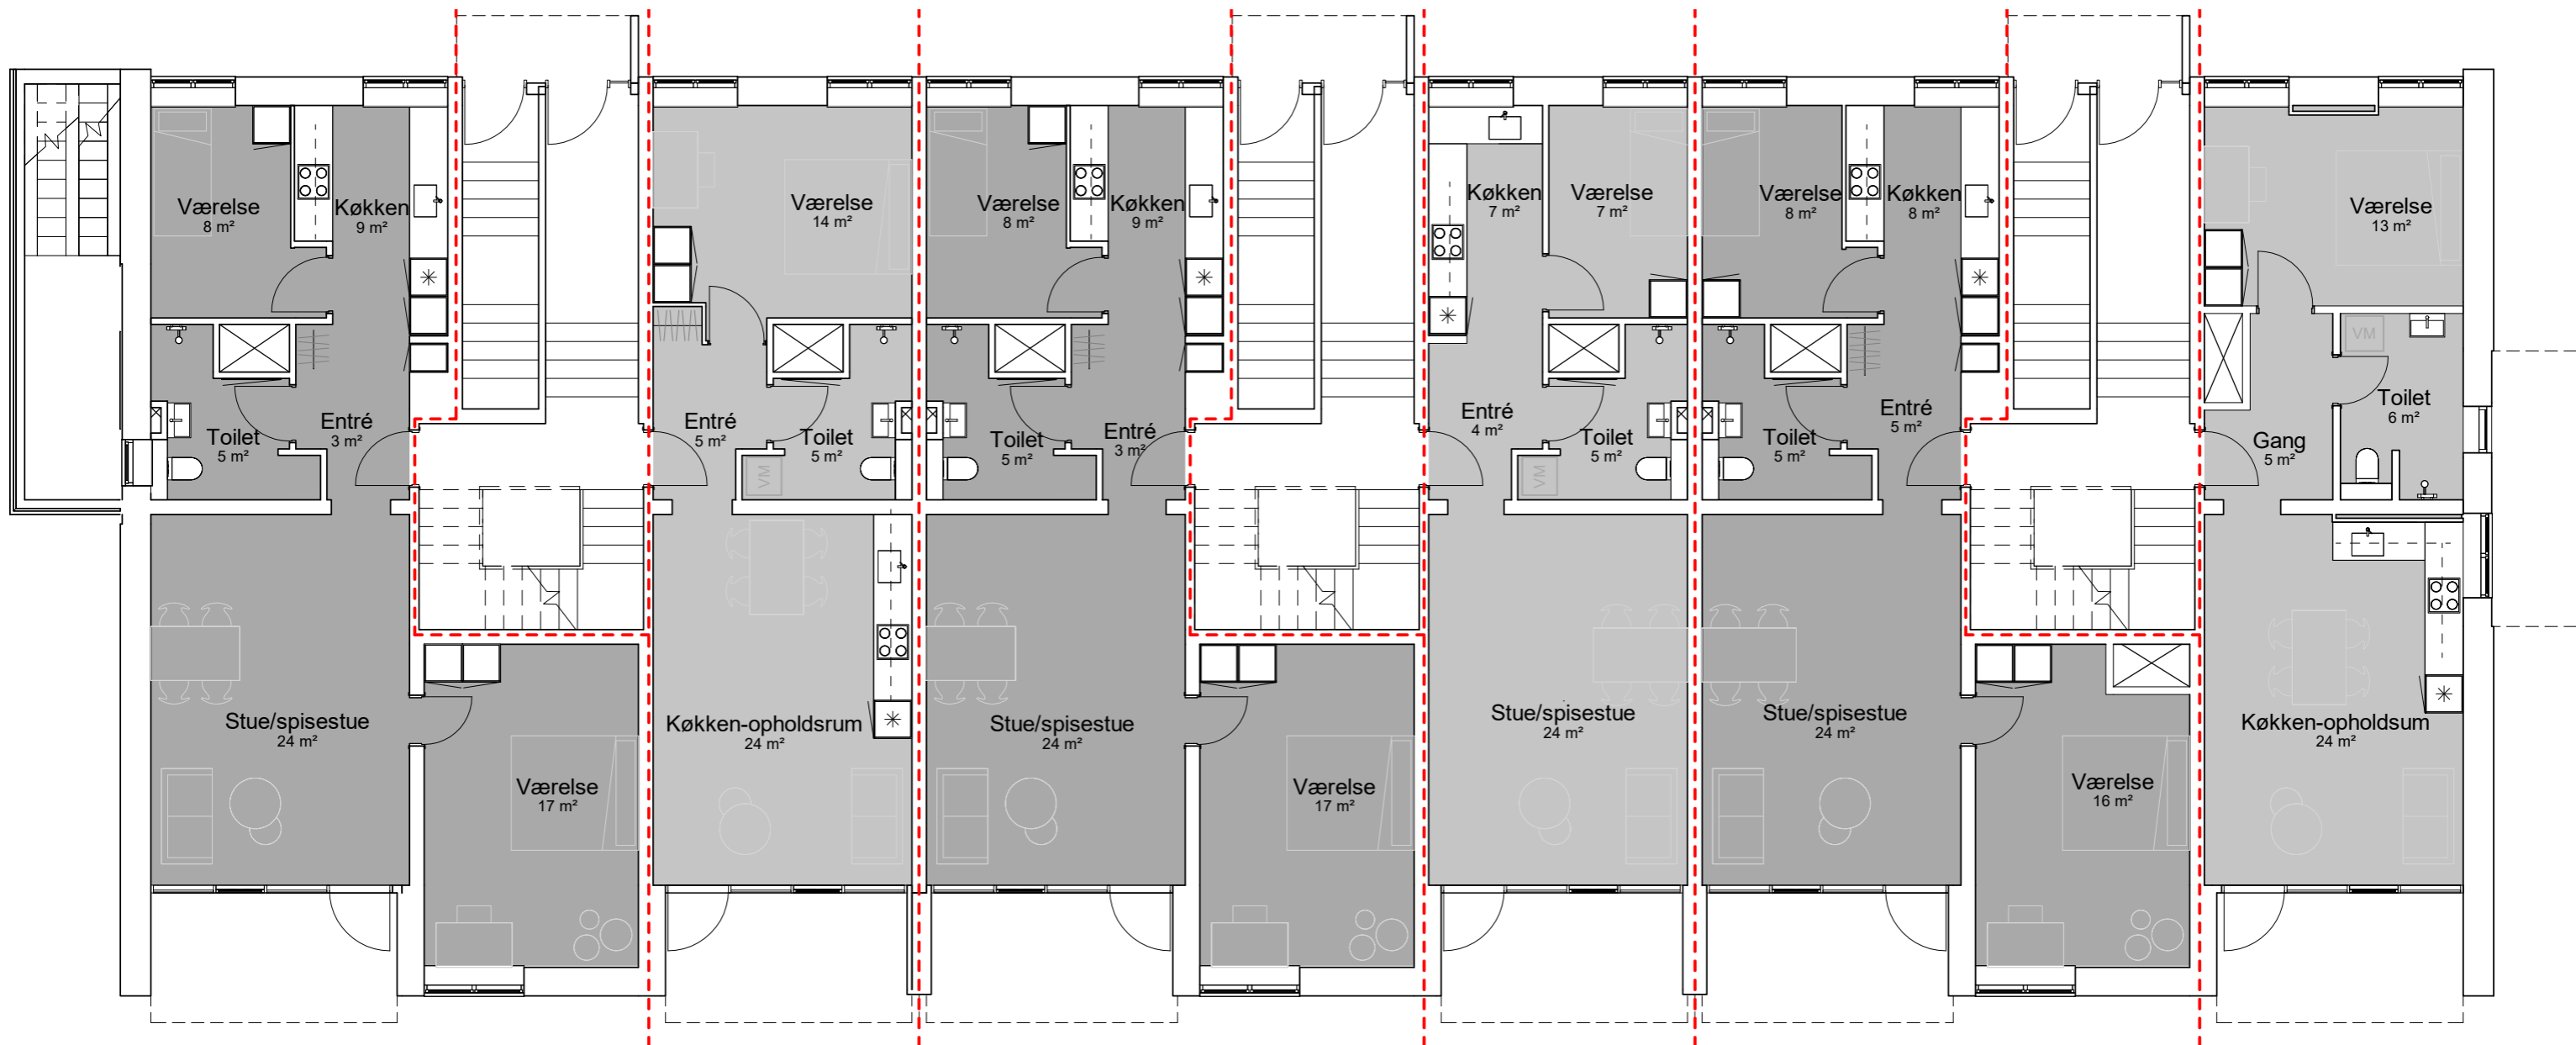 Værelse
8 m²
Køkken
9 m²
Toilet
5 m²
Entré
3 m²
Stue/spisestue
24 m²
Værelse
17 m²
Værelse
14 m²
Entré
5 m²
Toilet
5 m²
VM
Køkken-opholdsrum
24 m²
Værelse
8 m²
Køkken
9 m²
Toilet
5 m²
Entré
3 m²
Stue/spisestue
24 m²
Værelse
17 m²
Køkken
7 m²
Værelse
7 m²
Entré
4 m²
Toilet
5 m²
VM
Stue/spisestue
24 m²
Værelse
8 m²
Køkken
8 m²
Toilet
5 m²
Entré
5 m²
Stue/spisestue
24 m²
Værelse
16 m²
Værelse
13 m²
VM
Toilet
6 m²
Gang
5 m²
Køkken-opholdsum
24 m²